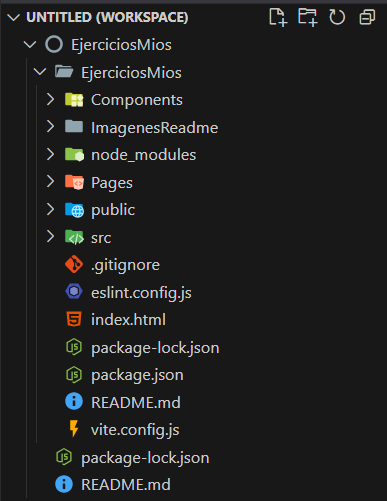 UNTITLED (WORKSPACE)
EjerciciosMios
EjerciciosMios
Components
ImagenesReadme
node_modules
Pages
public
src
.gitignore
eslint.config.js
index.html
package-lock.json
package.json
README.md
vite.config.js
package-lock.json
README.md